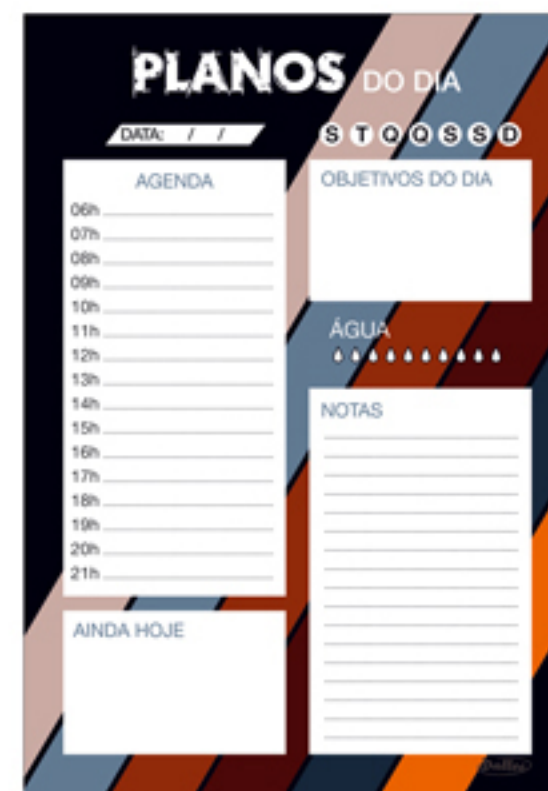 PLANOS DO DIA
DATA: / /
S T Q Q S S D
AGENDA
06h
07h
08h
09h
10h
11h
12h
13h
14h
15h
16h
17h
18h
19h
20h
21h
AINDA HOJE
OBJETIVOS DO DIA
ÁGUA
NOTAS